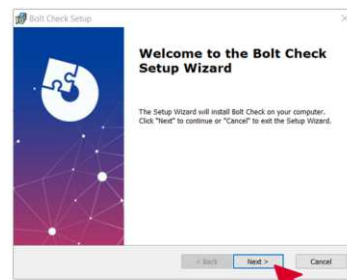 Bolt Check Setup
Welcome to the Bolt Check
Setup Wizard
The Setup Wizard will install Bolt Check on your computer.
Click "Next" to continue or "Cancel" to exit the Setup Wizard.
< Back Next > Cancel